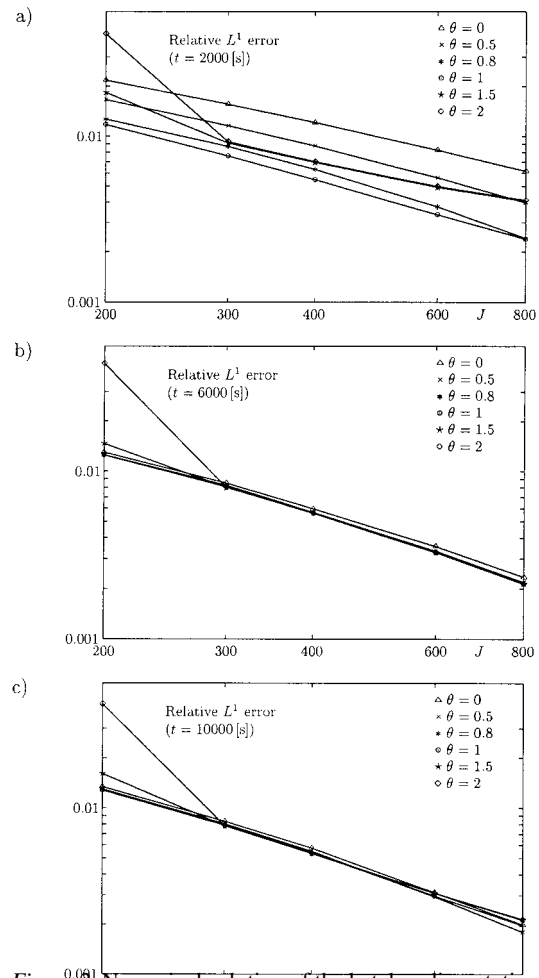 a)
Relative L¹ error
(t = 2000 [s])
θ = 0
θ = 0.5
θ = 0.8
θ = 1
θ = 1.5
θ = 2
0.01
0.001
200 300 400 600 J 800
b)
Relative L¹ error
(t = 6000 [s])
θ = 0
θ = 0.5
θ = 0.8
θ = 1
θ = 1.5
θ = 2
0.01
0.001
200 300 400 600 J 800
c)
Relative L¹ error
(t = 10000 [s])
θ = 0
θ = 0.5
θ = 0.8
θ = 1
θ = 1.5
θ = 2
0.01
0.001